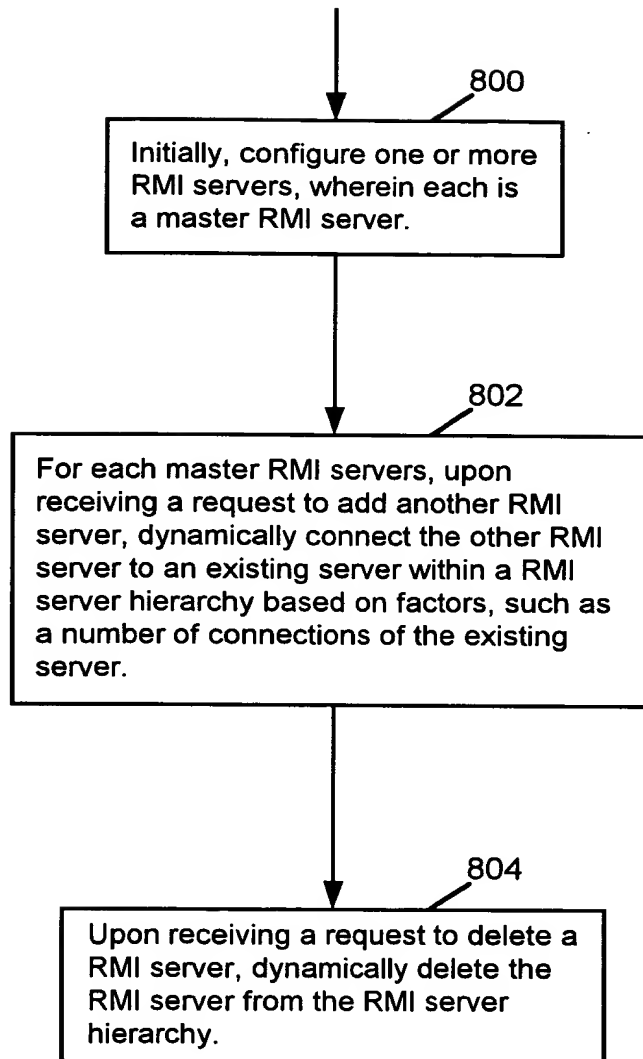 800
Initially, configure one or more
RMI servers, wherein each is
a master RMI server.
802
For each master RMI servers, upon
receiving a request to add another RMI
server, dynamically connect the other RMI
server to an existing server within a RMI
server hierarchy based on factors, such as
a number of connections of the existing
server.
804
Upon receiving a request to delete a
RMI server, dynamically delete the
RMI server from the RMI server
hierarchy.